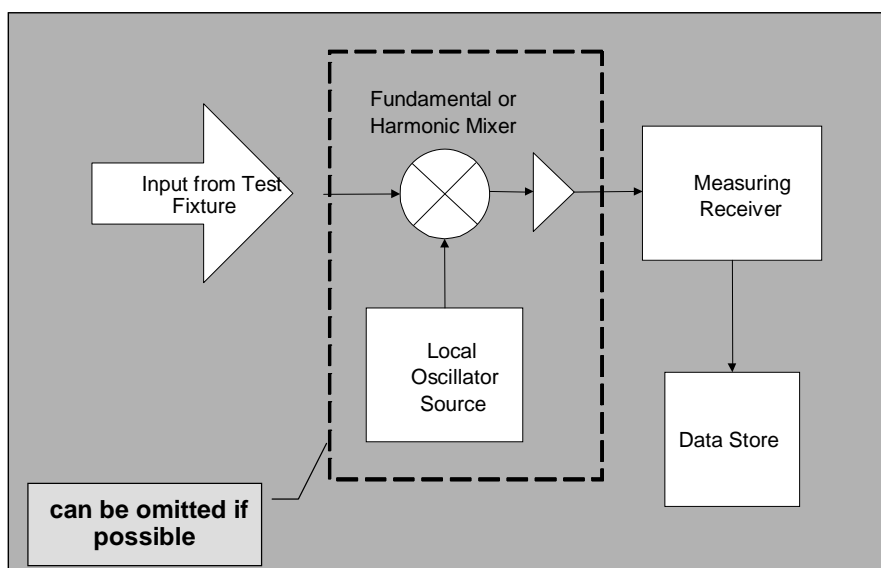 Fundamental or
Harmonic Mixer
Input from Test
Fixture
Measuring
Receiver
Local
Oscillator
Source
Data Store
can be omitted if
possible